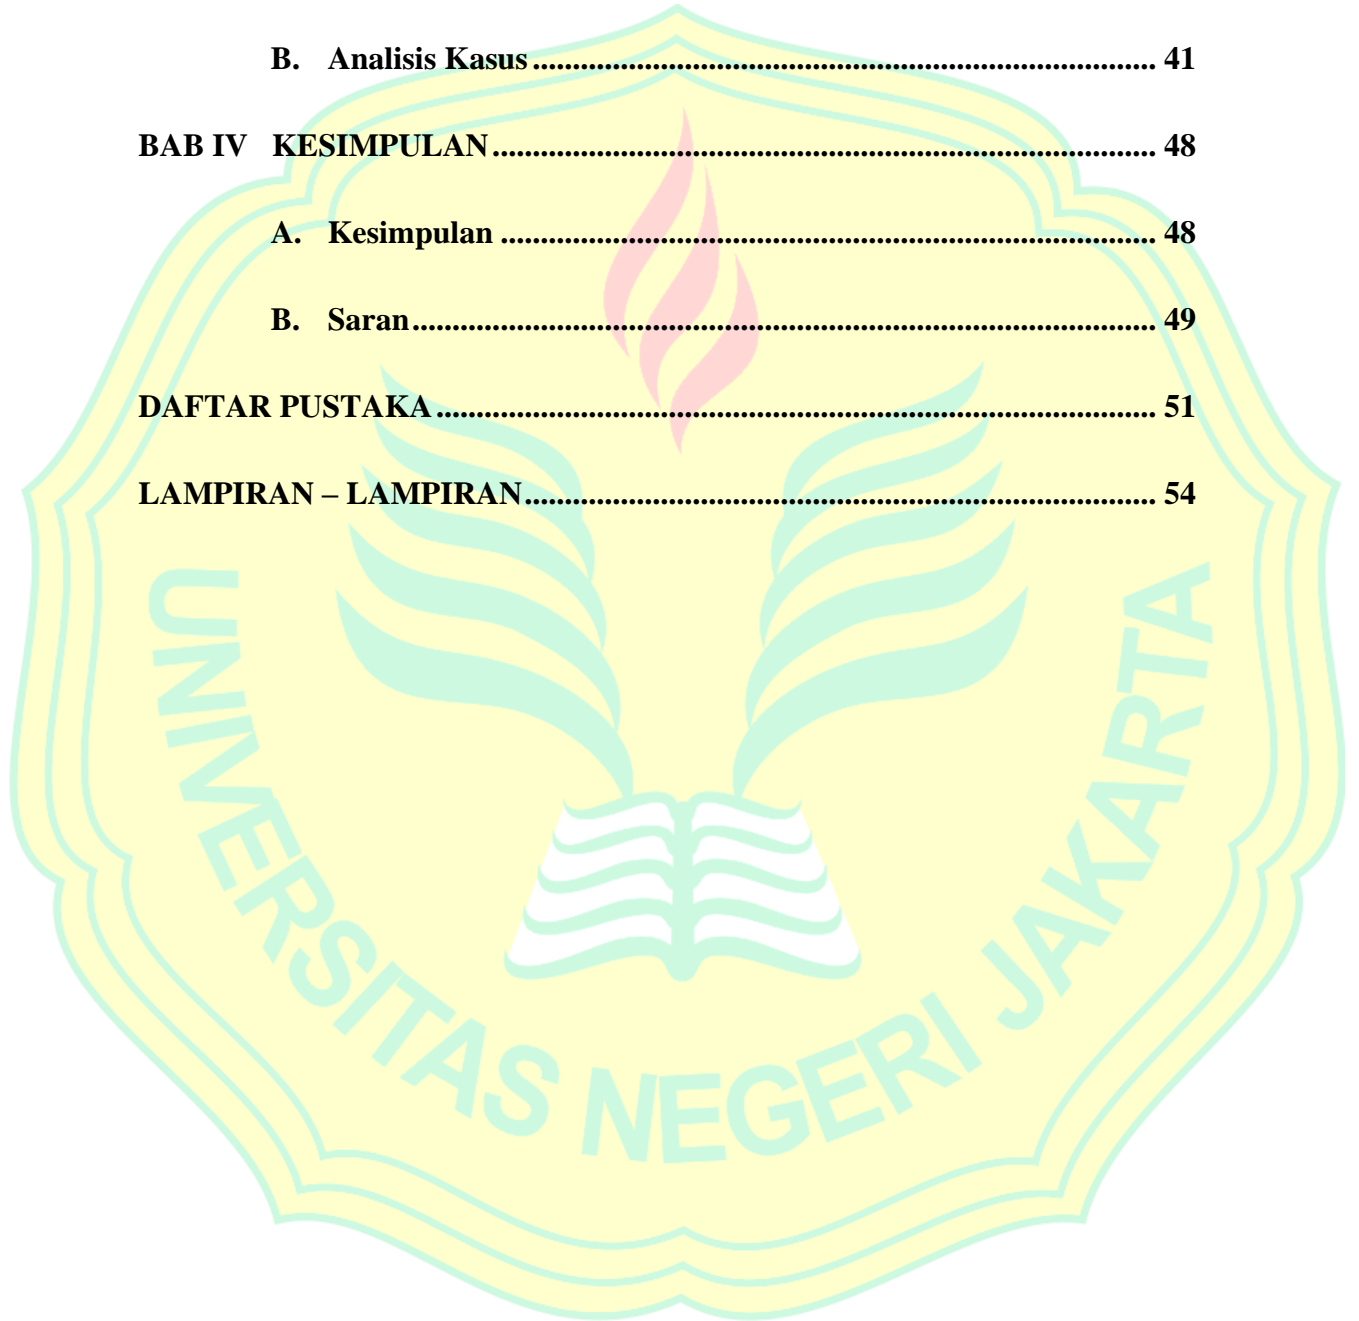 B. Analisis Kasus ............................................................................... 41
BAB IV KESIMPULAN ................................................................................... 48
A. Kesimpulan .................................................................................. 48
B. Saran ............................................................................................. 49
DAFTAR PUSTAKA .......................................................................................... 51
LAMPIRAN – LAMPIRAN ............................................................................... 54
UNIVERSITAS NEGERI JAKARTA